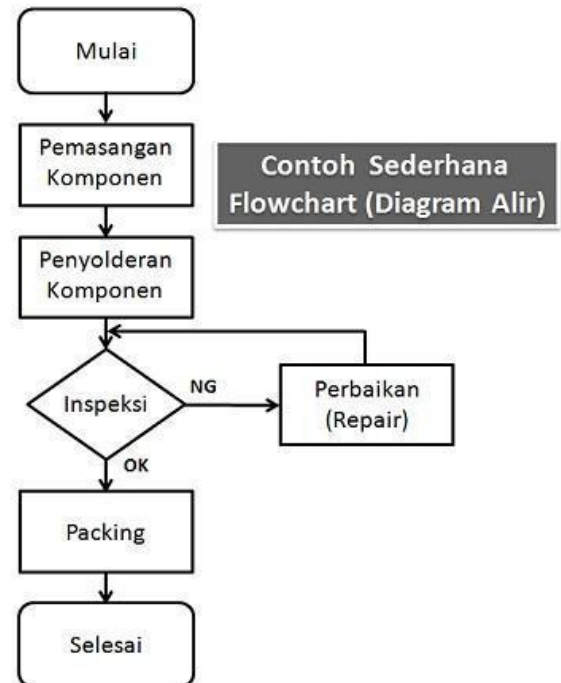 Mulai
Pemasangan
Komponen
Contoh Sederhana
Flowchart (Diagram Alir)
Penyolderan
Komponen
Inspeksi
NG
Perbaikan
(Repair)
OK
Packing
Selesai